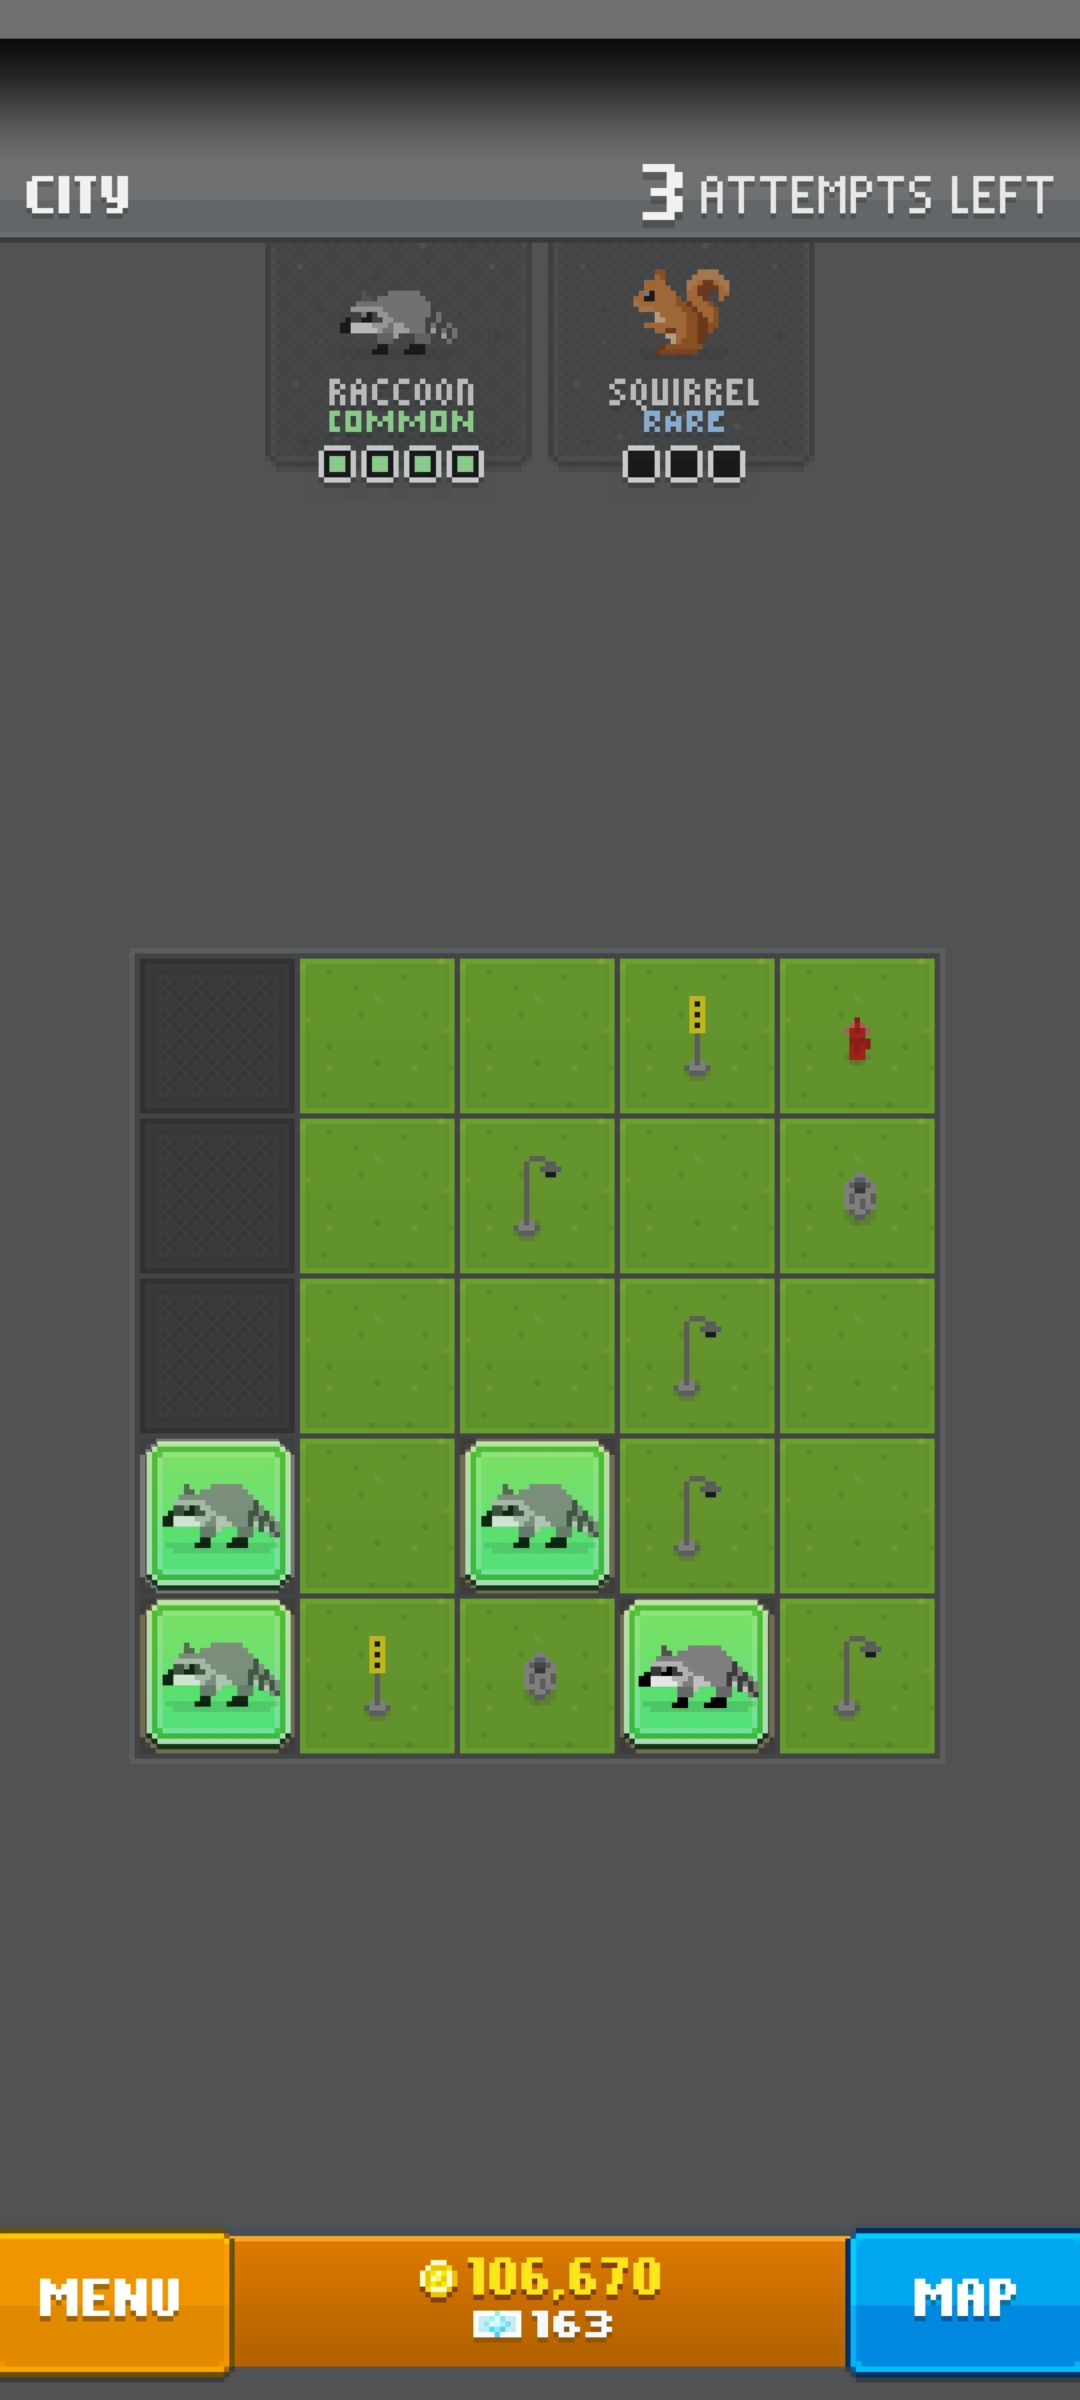 CITY
3 ATTEMPTS LEFT
RACCOON
COMMON
SQUIRREL
RARE
MENU
106,670
163
MAP